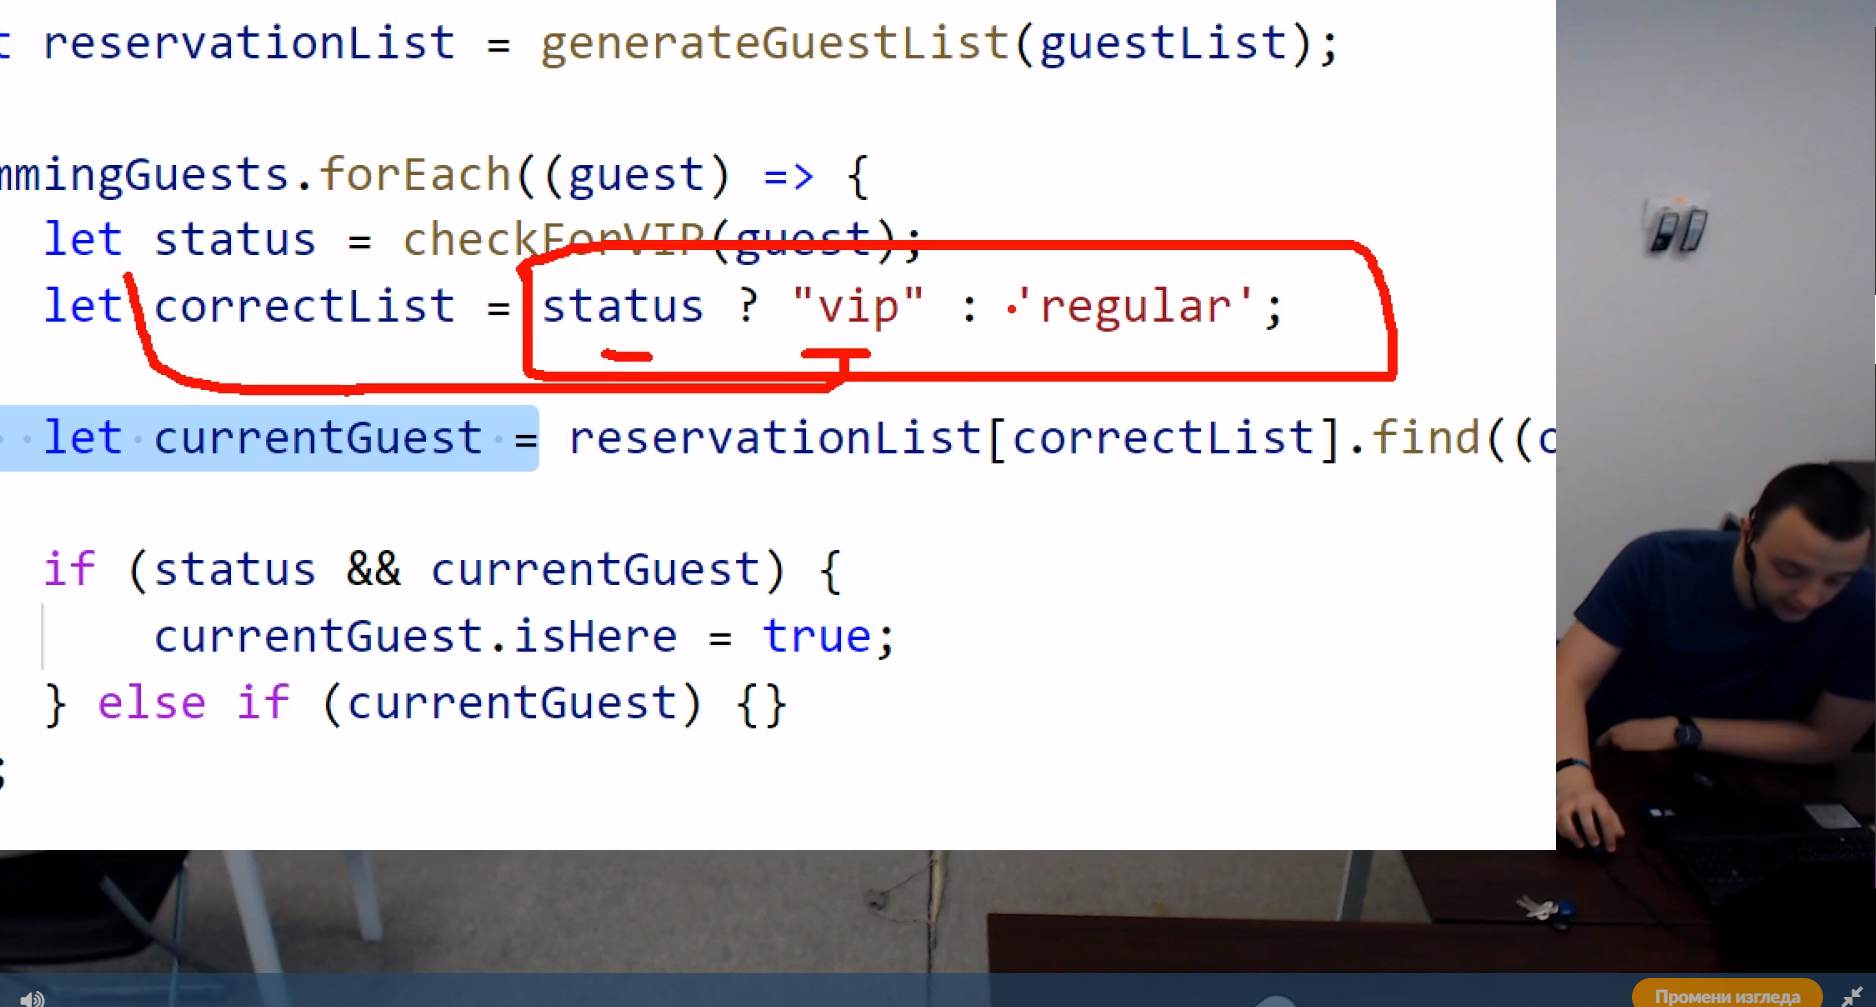 t reservationList = generateGuestList(guestList);
mmingGuests.forEach((guest) => {
let status = checkForVIP(guest);
let correctList = status ? "vip" : 'regular';
let currentGuest = reservationList[correctList].find((c
if (status && currentGuest) {
currentGuest.isHere = true;
} else if (currentGuest) {}
;
Промени изгледа